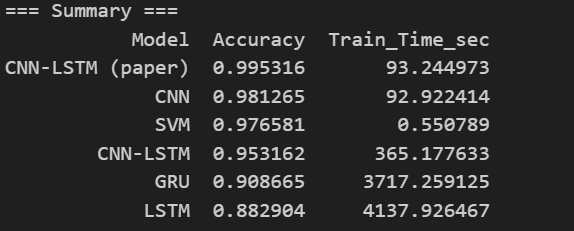 === Summary ===
Model Accuracy Train_Time_sec
CNN-LSTM (paper) 0.995316 93.244973
CNN 0.981265 92.922414
SVM 0.976581 0.550789
CNN-LSTM 0.953162 365.177633
GRU 0.908665 3717.259125
LSTM 0.882904 4137.926467